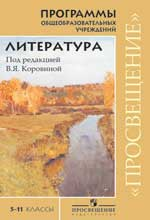 ПРОГРАММЫ
ОБЩЕОБРАЗОВАТЕЛЬНЫХ
УЧРЕЖДЕНИЙ
ЛИТЕРАТУРА
Под редакцией
В.Я. Коровиной
5-11 КЛАССЫ
ПРОСВЕЩЕНИЕ
«ПРОСВЕЩЕНИЕ»